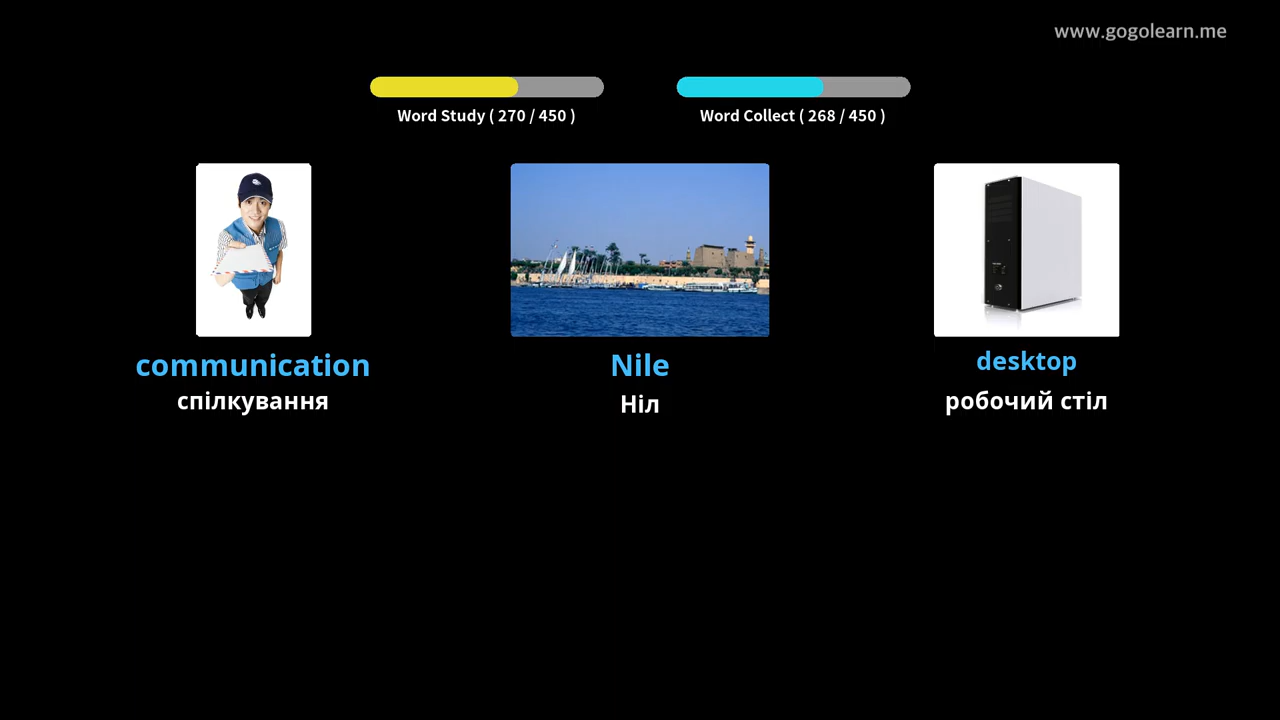 www.gogolearn.me
Word Study ( 270 / 450 )
Word Collect ( 268 / 450 )
communication
Nile
desktop
спілкування
Ніл
робочий стіл